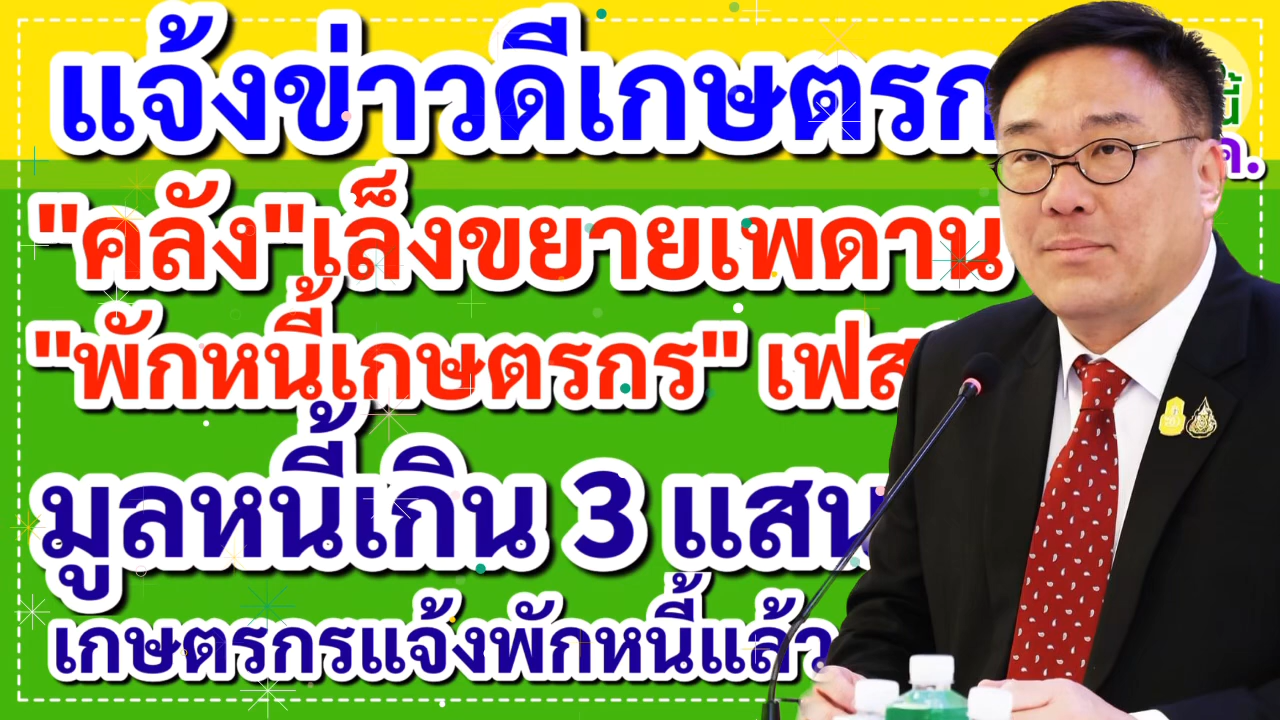 แจ้งข่าวดีเกษตรก
"คลัง"เล็งขยายเพดาน
"พักหนี้เกษตรกร" เฟส
มูลหนี้เกิน 3 แสน
เกษตรกรแจ้งพักหนี้แล้ว